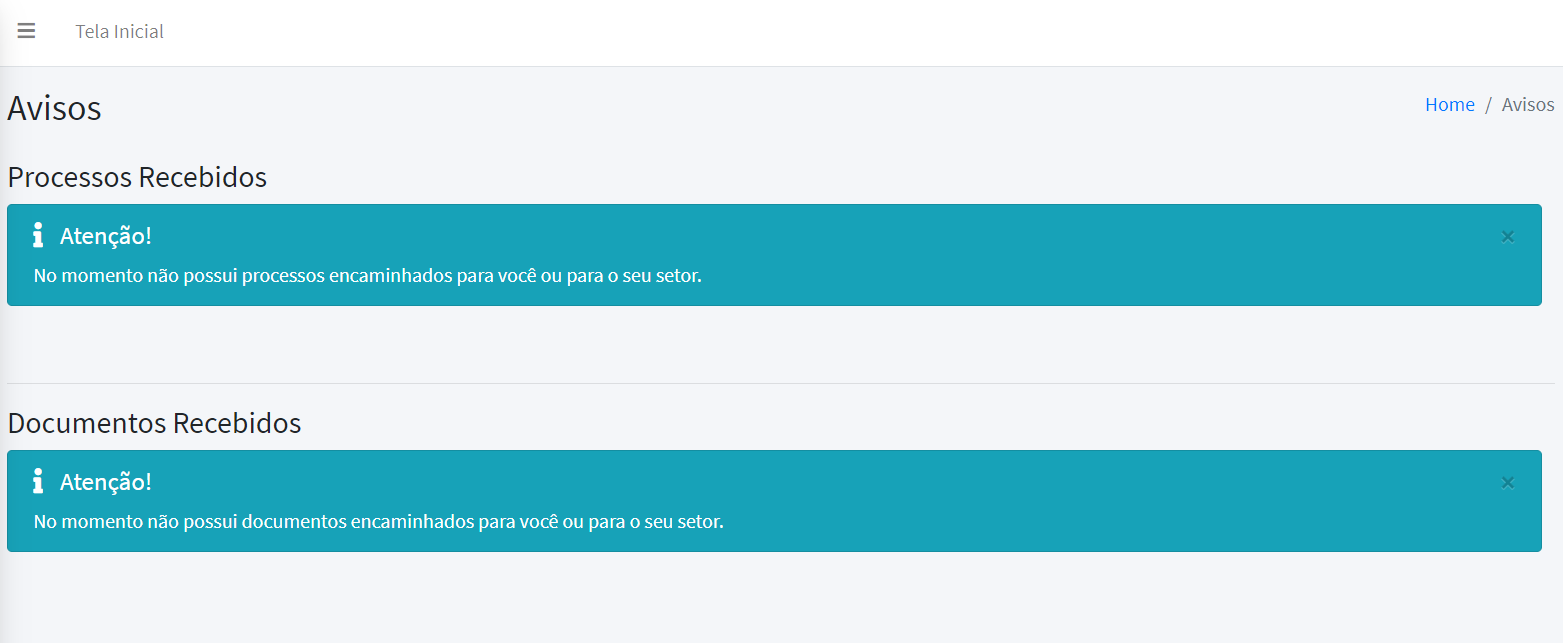 Tela Inicial
Avisos
Home / Avisos
Processos Recebidos
Atenção!
×
No momento não possui processos encaminhados para você ou para o seu setor.
Documentos Recebidos
Atenção!
×
No momento não possui documentos encaminhados para você ou para o seu setor.